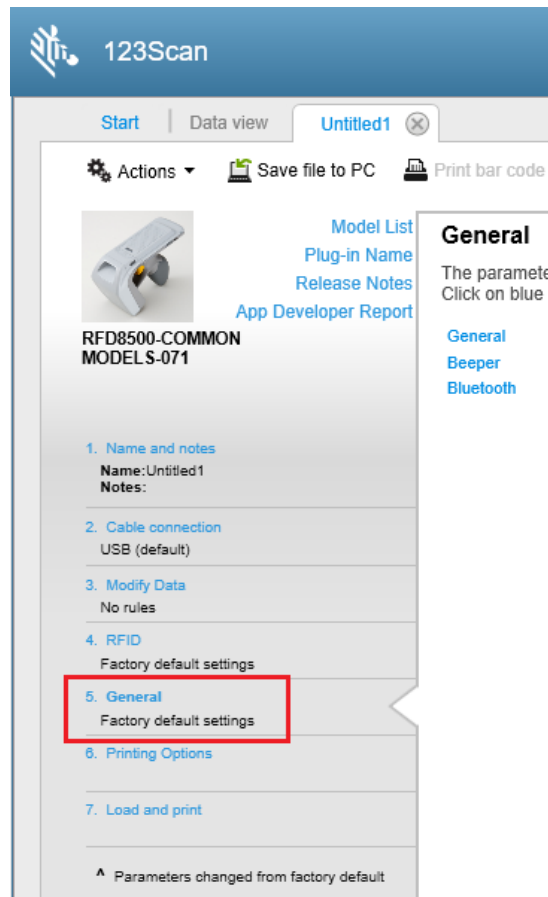 123Scan
Start
Data view
Untitled1
Actions
Save file to PC
Print bar code
Model List
Plug-in Name
Release Notes
App Developer Report
RFD8500-COMMON
MODELS-071
General
The paramete
Click on blue
General
Beeper
Bluetooth
1. Name and notes
Name:Untitled1
Notes:
2. Cable connection
USB (default)
3. Modify Data
No rules
4. RFID
Factory default settings
5. General
Factory default settings
6. Printing Options
7. Load and print
^ Parameters changed from factory default